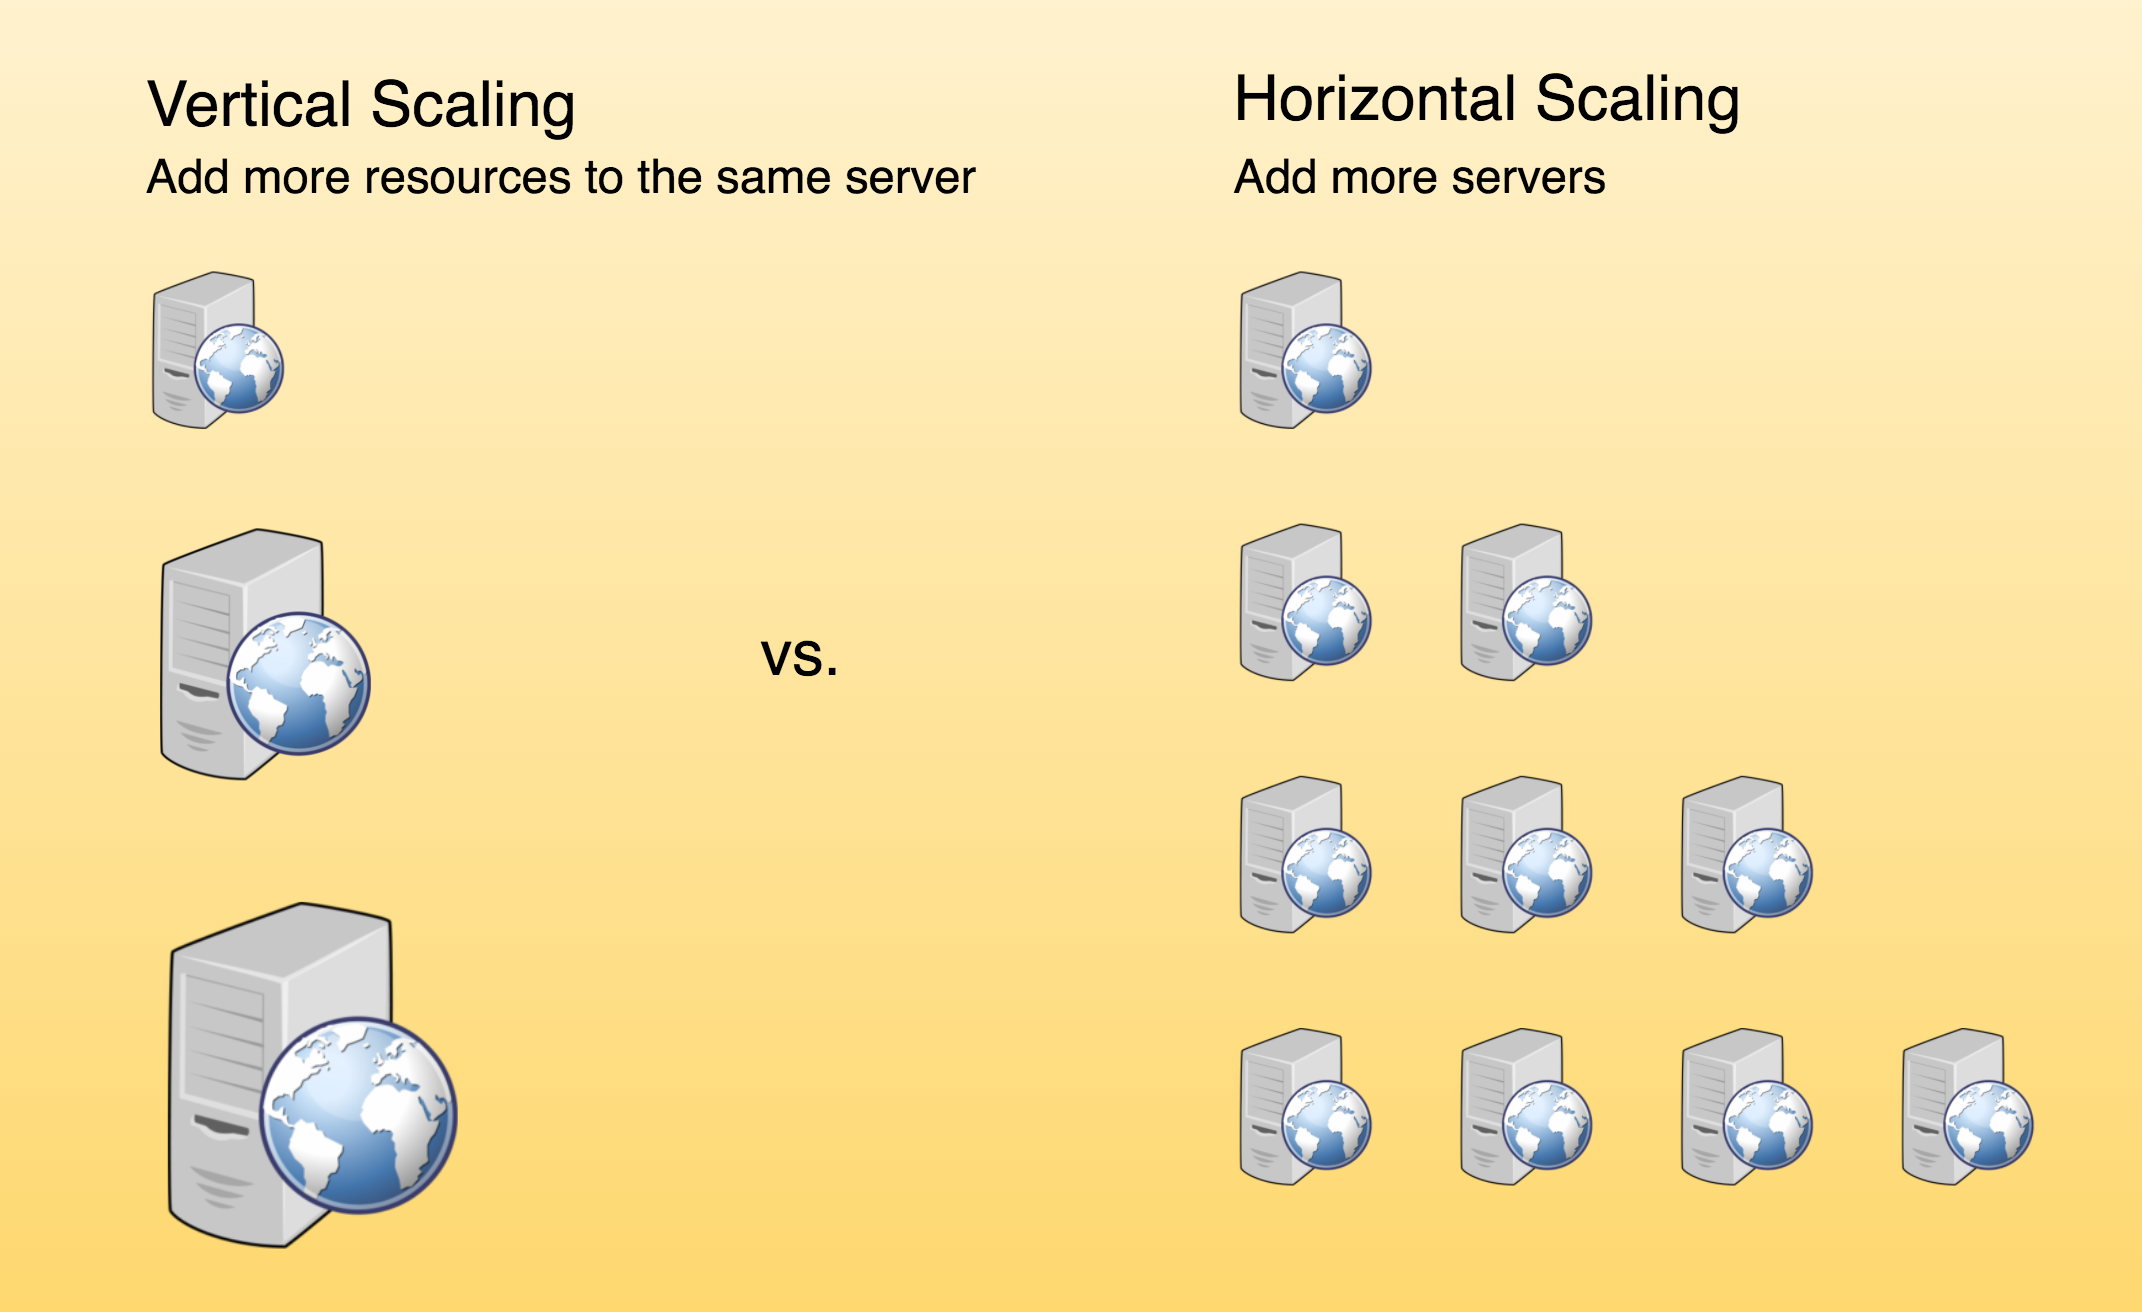 Vertical Scaling
Add more resources to the same server
vs.
Horizontal Scaling
Add more servers